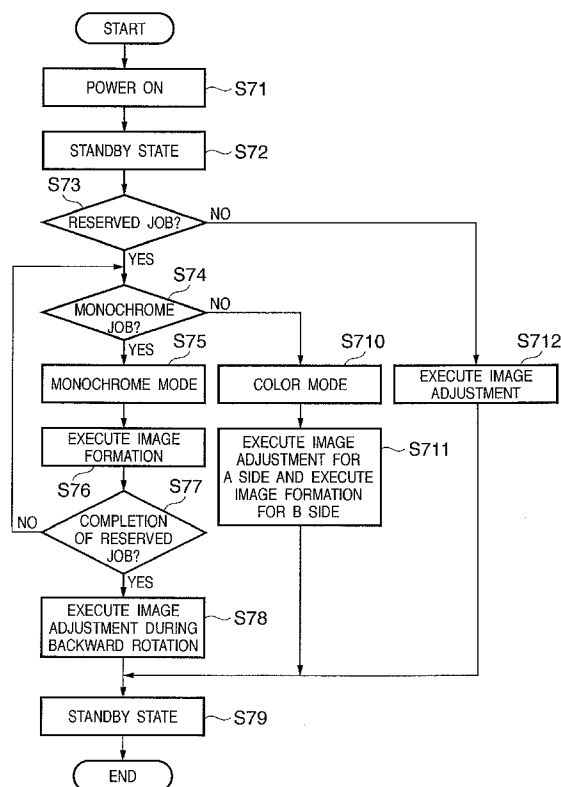 START
POWER ON
S71
STANDBY STATE
S72
S73
RESERVED JOB?
NO
YES
S74
MONOCHROME
JOB?
NO
YES
S75
MONOCHROME MODE
S710
COLOR MODE
S712
EXECUTE IMAGE
ADJUSTMENT
EXECUTE IMAGE
FORMATION
S76
EXECUTE IMAGE
ADJUSTMENT FOR
A SIDE AND EXECUTE
IMAGE FORMATION
FOR B SIDE
S711
S77
NO
COMPLETION
OF RESERVED
JOB?
YES
EXECUTE IMAGE
ADJUSTMENT DURING
BACKWARD ROTATION
S78
STANDBY STATE
S79
END